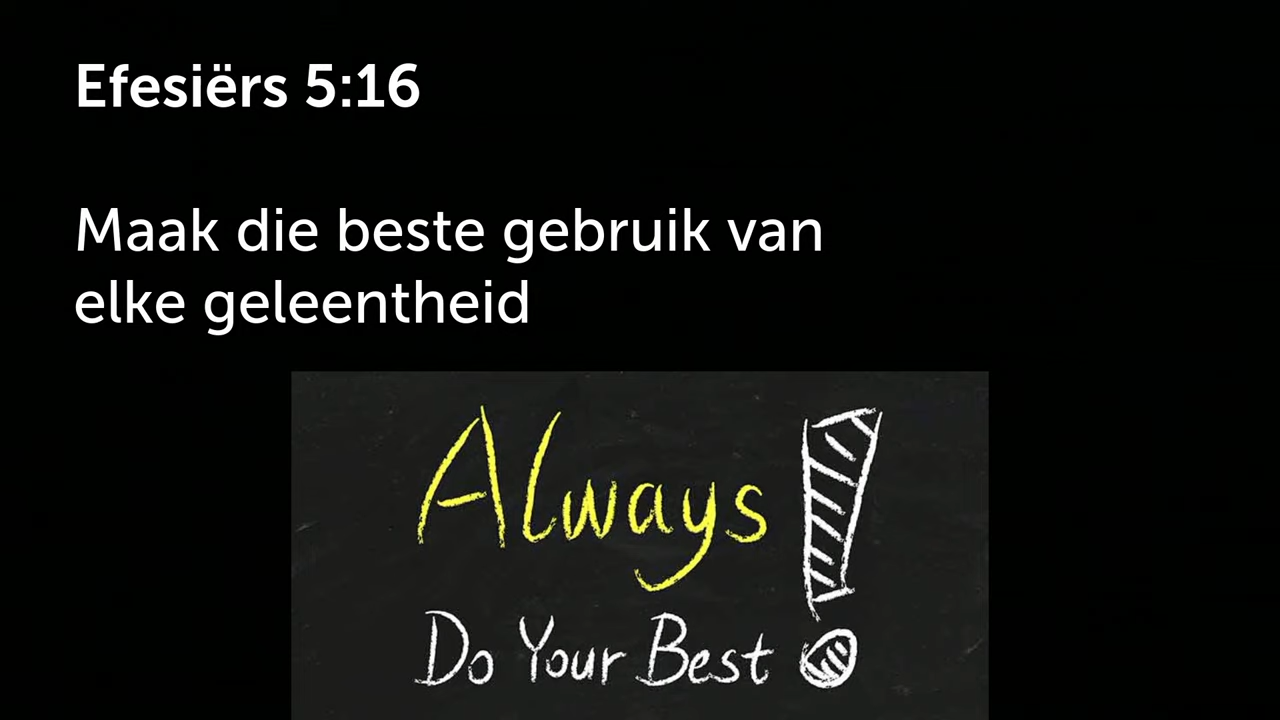 Efesiërs 5:16
Maak die beste gebruik van
elke geleentheid
Always!
Do Your Best